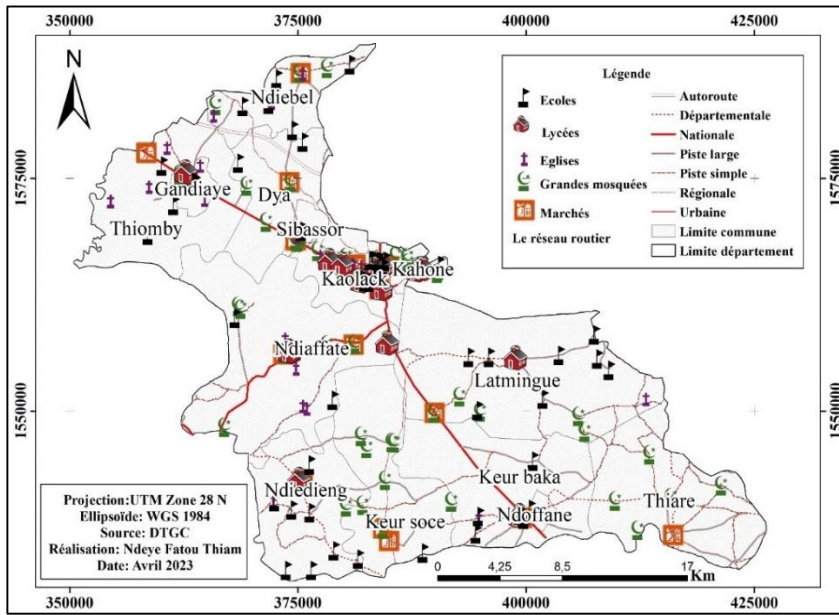 350000 375000 400000 425000
N
1575000
1550000
Ndiebel
Gandiaye
Dya
Thiomby
Sibassor
Kaolack
Kahone
Ndiaffate
Latmingue
Keur baka
Ndiedieng
Keur soce
Ndoffane
Thiare
Légende
Ecoles
Lycées
Eglises
Grandes mosquées
Marchés
Le réseau routier
Autoroute
Départementale
Nationale
Piste large
Piste simple
Régionale
Urbaine
Limite commune
Limite département
1575000
1550000
Projection:UTM Zone 28 N
Ellipsoïde: WGS 1984
Source: DTGC
Réalisation: Ndeye Fatou Thiam
Date: Avril 2023
0 4,25 8,5 17
Km
350000 375000 400000 425000